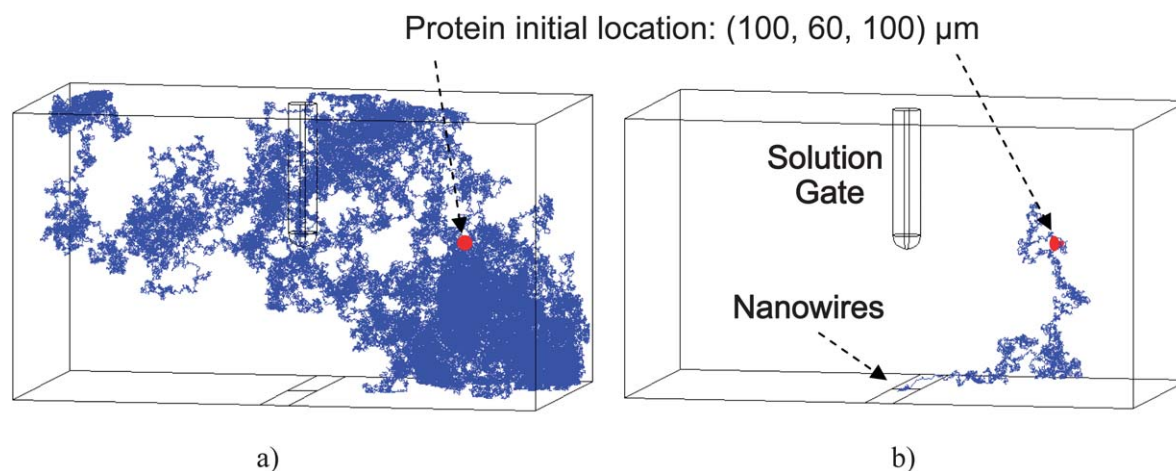 Protein initial location: (100, 60, 100) µm
Solution
Gate
Nanowires
a)
b)